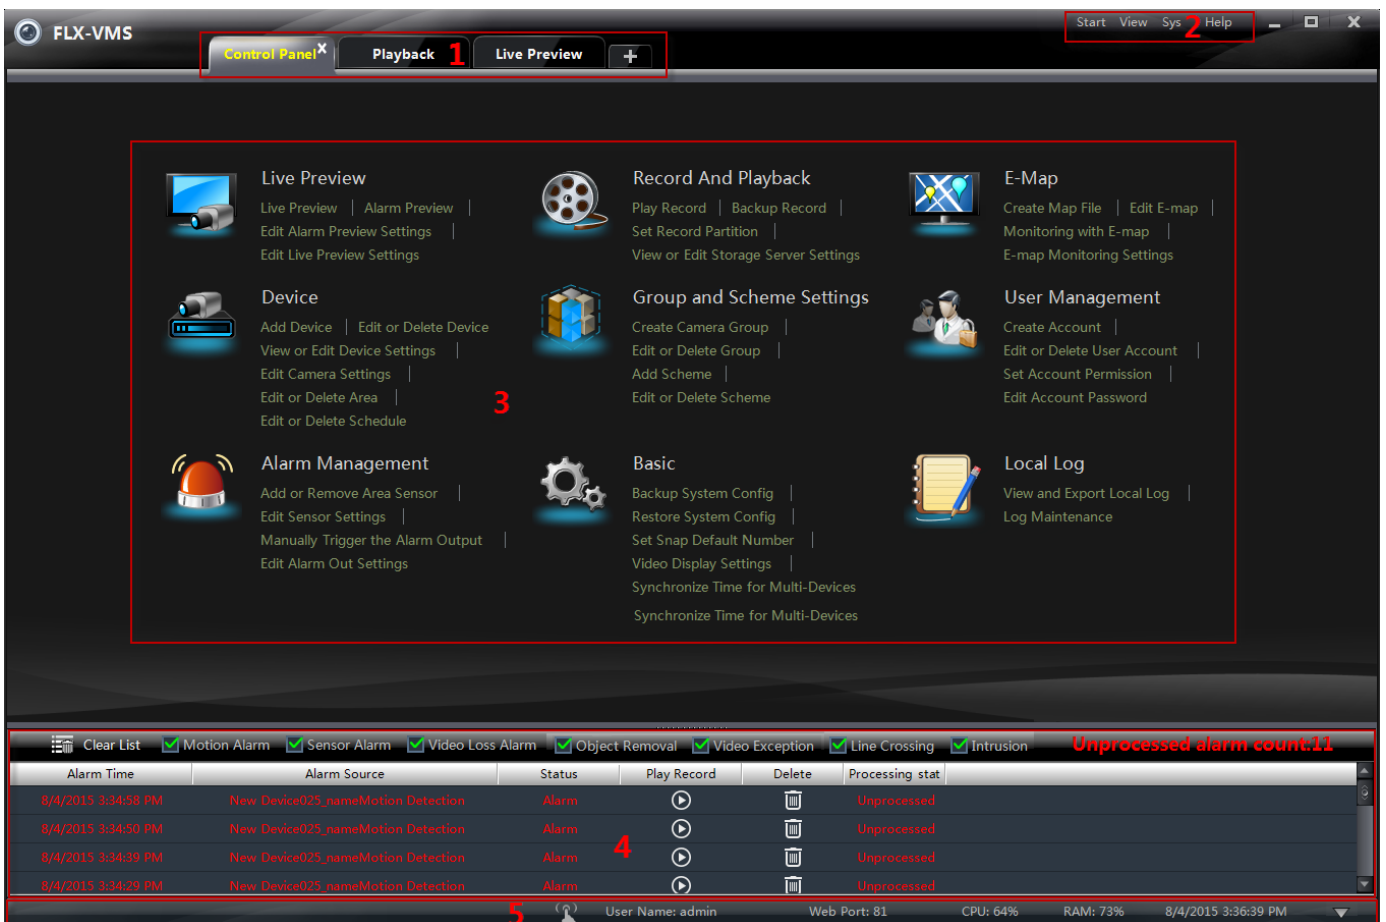 FLX-VMS
Start View Sys Help
2
Control Panel X Playback Live Preview +
1
Live Preview
Live Preview | Alarm Preview |
Edit Alarm Preview Settings |
Edit Live Preview Settings
Record And Playback
Play Record | Backup Record |
Set Record Partition |
View or Edit Storage Server Settings
E-Map
Create Map File | Edit E-map |
Monitoring with E-map |
E-map Monitoring Settings
Device
Add Device | Edit or Delete Device
View or Edit Device Settings |
Edit Camera Settings |
Edit or Delete Area |
Edit or Delete Schedule
3
Group and Scheme Settings
Create Camera Group |
Edit or Delete Group |
Add Scheme |
Edit or Delete Scheme
User Management
Create Account |
Edit or Delete User Account |
Set Account Permission |
Edit Account Password
Alarm Management
Add or Remove Area Sensor |
Edit Sensor Settings |
Manually Trigger the Alarm Output |
Edit Alarm Out Settings
Basic
Backup System Config |
Restore System Config |
Set Snap Default Number |
Video Display Settings |
Synchronize Time for Multi-Devices
Synchronize Time for Multi-Devices
Local Log
View and Export Local Log |
Log Maintenance
Clear List Motion Alarm Sensor Alarm Video Loss Alarm Object Removal Video Exception Line Crossing Intrusion Unprocessed alarm count:11
Alarm Time Alarm Source Status Play Record Delete Processing stat
8/4/2015 3:34:58 PM New Device025_nameMotion Detection Alarm Unprocessed
8/4/2015 3:34:50 PM New Device025_nameMotion Detection Alarm Unprocessed
8/4/2015 3:34:39 PM New Device025_nameMotion Detection Alarm Unprocessed
4
8/4/2015 3:34:29 PM New Device025_nameMotion Detection Alarm Unprocessed
5
User Name: admin Web Port: 81 CPU: 64% RAM: 73% 8/4/2015 3:36:39 PM